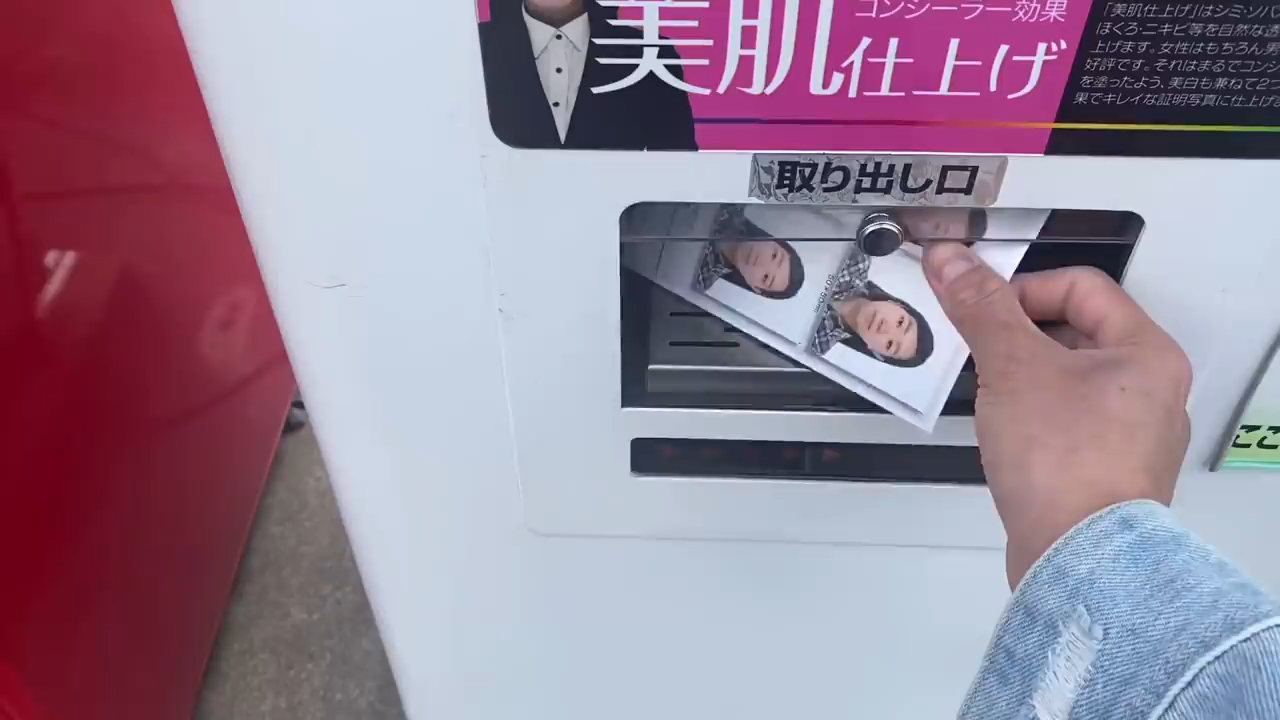 美肌
コンシーラー効果
仕上げ
「美肌仕上げ」はシミ・ソバ
ほくろ・ニキビ等を自然な透
上げます。女性はもちろん男
好評です。それはまるでコンシ
を塗ったよう、美白も兼ねて2つ
果でキレイな証明写真に仕上げ
取り出し口
ここ